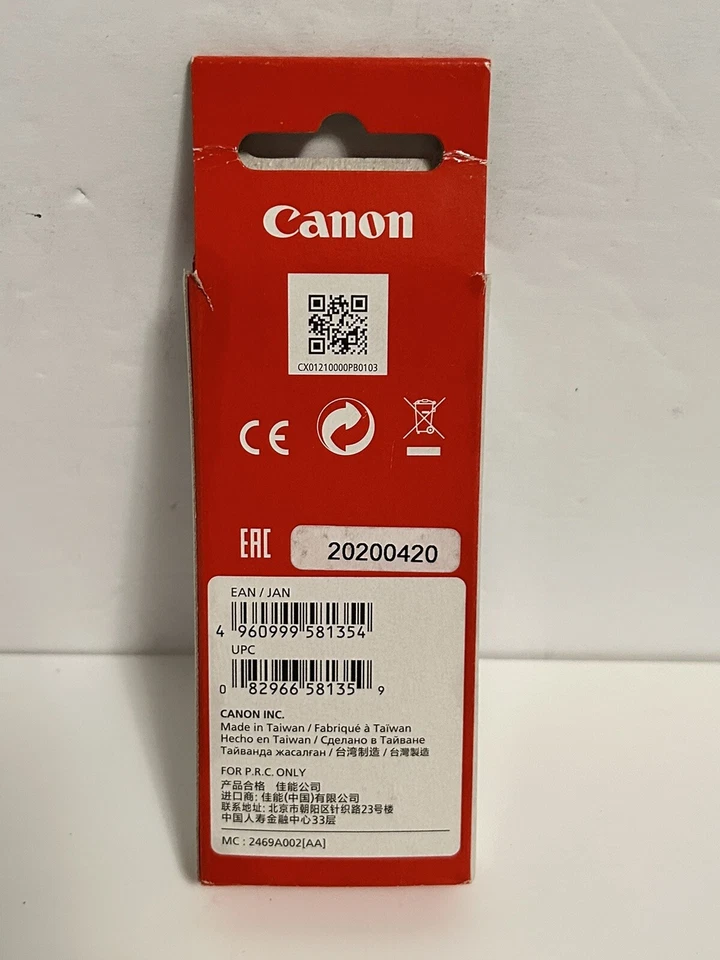 Canon
CX01210000PB0103
CE
EAC
20200420
EAN / JAN
4 960999 581354
UPC
0 82966 58135 9
CANON INC.
Made in Taiwan / Fabriqué à Taïwan
Hecho en Taiwan / Сделано в Тайване
Тайванда жасалған / 台湾制造 / 台灣製造
FOR P.R.C. ONLY
产品合格 佳能公司
进口商: 佳能(中国)有限公司
联系地址: 北京市朝阳区针织路23号楼
中国人寿金融中心33层
MC : 2469A002[AA]